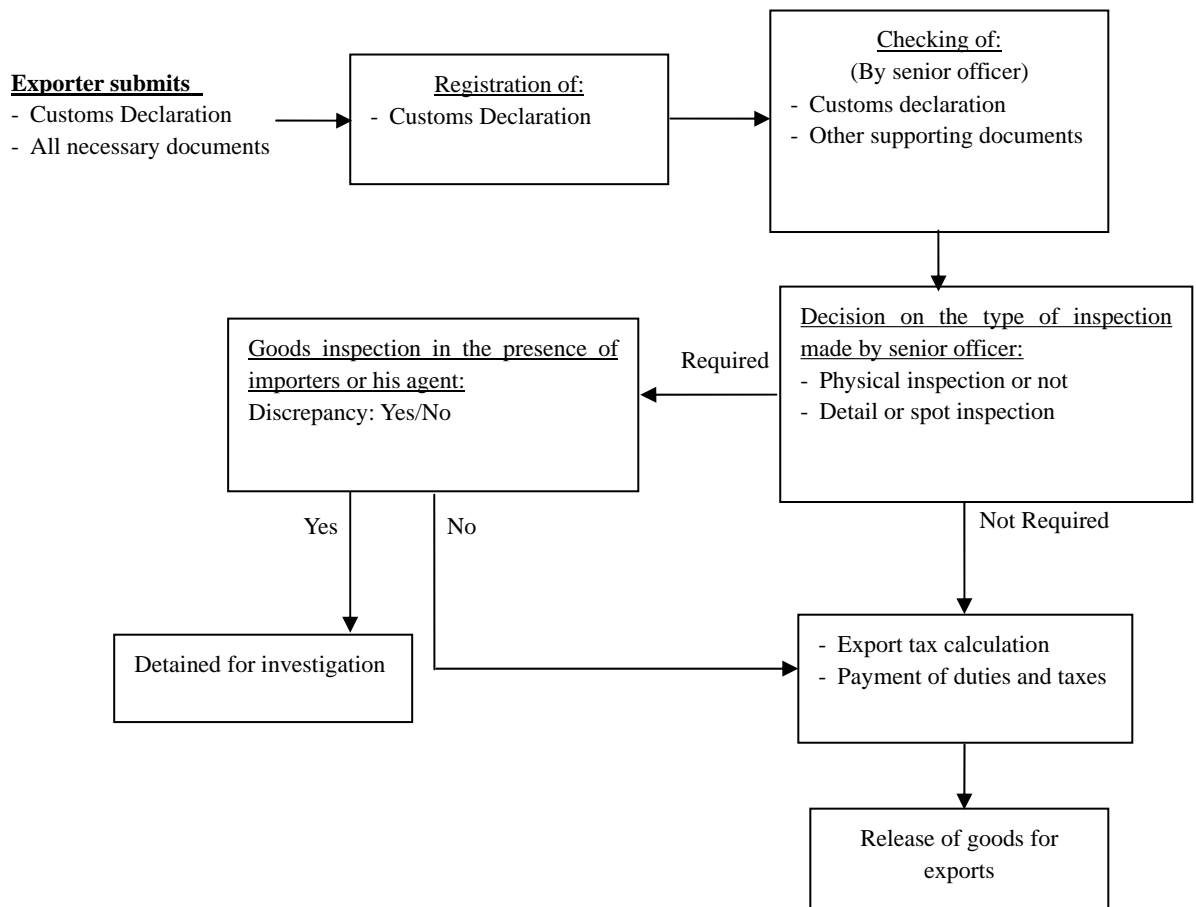 Exporter submits
- Customs Declaration
- All necessary documents
Registration of:
- Customs Declaration
Checking of:
(By senior officer)
- Customs declaration
- Other supporting documents
Decision on the type of inspection
made by senior officer:
- Physical inspection or not
- Detail or spot inspection
Required
Goods inspection in the presence of
importers or his agent:
Discrepancy: Yes/No
Yes
No
Not Required
Detained for investigation
- Export tax calculation
- Payment of duties and taxes
Release of goods for
exports